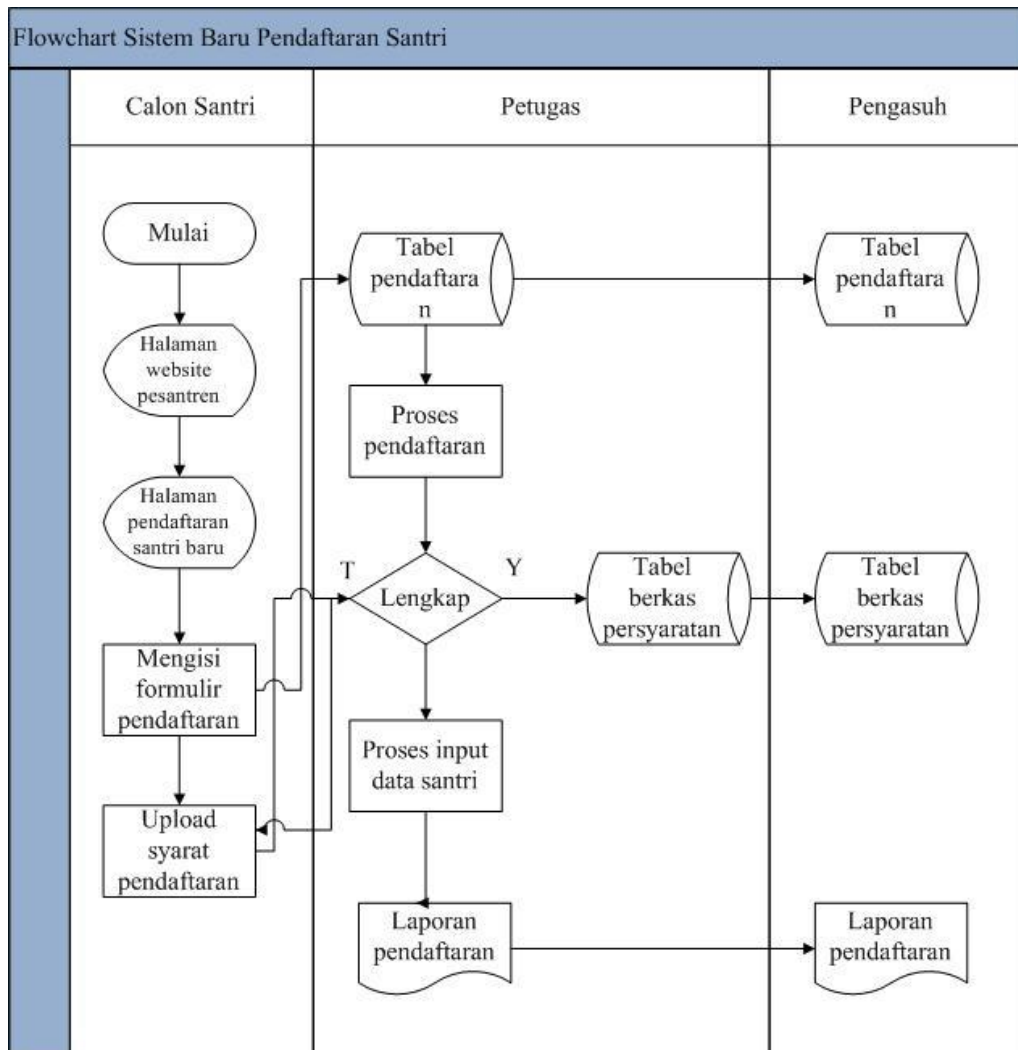 Flowchart Sistem Baru Pendaftaran Santri
Calon Santri
Petugas
Pengasuh
Mulai
Tabel
pendaftara
n
Tabel
pendaftara
n
Halaman
website
pesantren
Proses
pendaftaran
Halaman
pendaftaran
santri baru
T
Lengkap
Y
Tabel
berkas
persyaratan
Tabel
berkas
persyaratan
Mengisi
formulir
pendaftaran
Proses input
data santri
Upload
syarat
pendaftaran
Laporan
pendaftaran
Laporan
pendaftaran